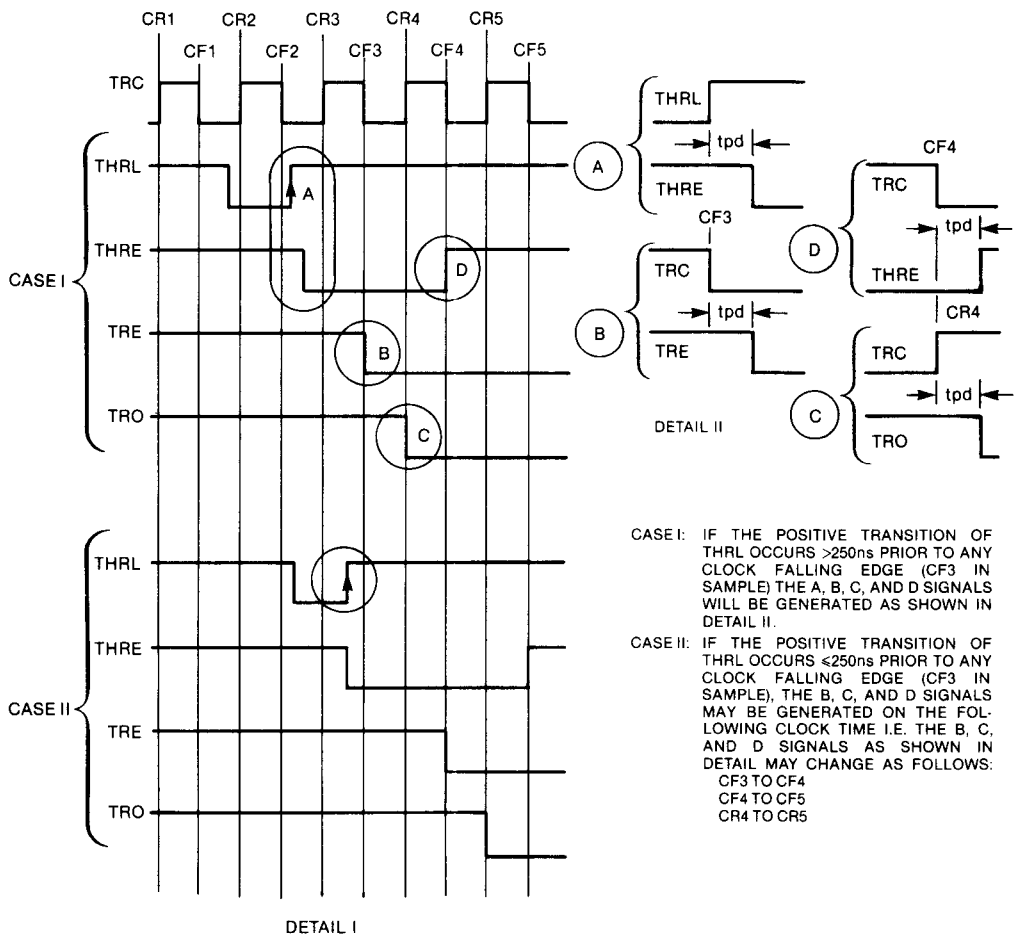 CR1 CR2 CR3 CR4 CR5
CF1 CF2 CF3 CF4 CF5
TRC
CASE I
THRL
A
THRE
D
TRE
B
TRO
C
CASE II
THRL
THRE
TRE
TRO
DETAIL I
A
THRL
tpd
THRE
B
CF3
TRC
tpd
TRE
D
CF4
TRC
tpd
THRE
C
CR4
TRC
tpd
TRO
DETAIL II
CASE I: IF THE POSITIVE TRANSITION OF
THRL OCCURS >250ns PRIOR TO ANY
CLOCK FALLING EDGE (CF3 IN
SAMPLE) THE A, B, C, AND D SIGNALS
WILL BE GENERATED AS SHOWN IN
DETAIL II.
CASE II: IF THE POSITIVE TRANSITION OF
THRL OCCURS ⩽250ns PRIOR TO ANY
CLOCK FALLING EDGE (CF3 IN
SAMPLE), THE B, C, AND D SIGNALS
MAY BE GENERATED ON THE FOL-
LOWING CLOCK TIME I.E. THE B, C,
AND D SIGNALS AS SHOWN IN
DETAIL MAY CHANGE AS FOLLOWS:
CF3 TO CF4
CF4 TO CF5
CR4 TO CR5